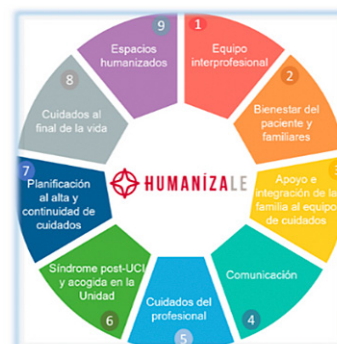 1
Equipo
interprofesional
2
Bienestar del
paciente y
familiares
3
Apoyo e
integración de la
familia al equipo
de cuidados
Comunicación
4
Cuidados del
profesional
5
Síndrome post-UCI
y acogida en la
Unidad
6
7
Planificación
al alta y
continuidad de
cuidados
8
Cuidados al
final de la vida
9
Espacios
humanizados
HUMANÍZALE